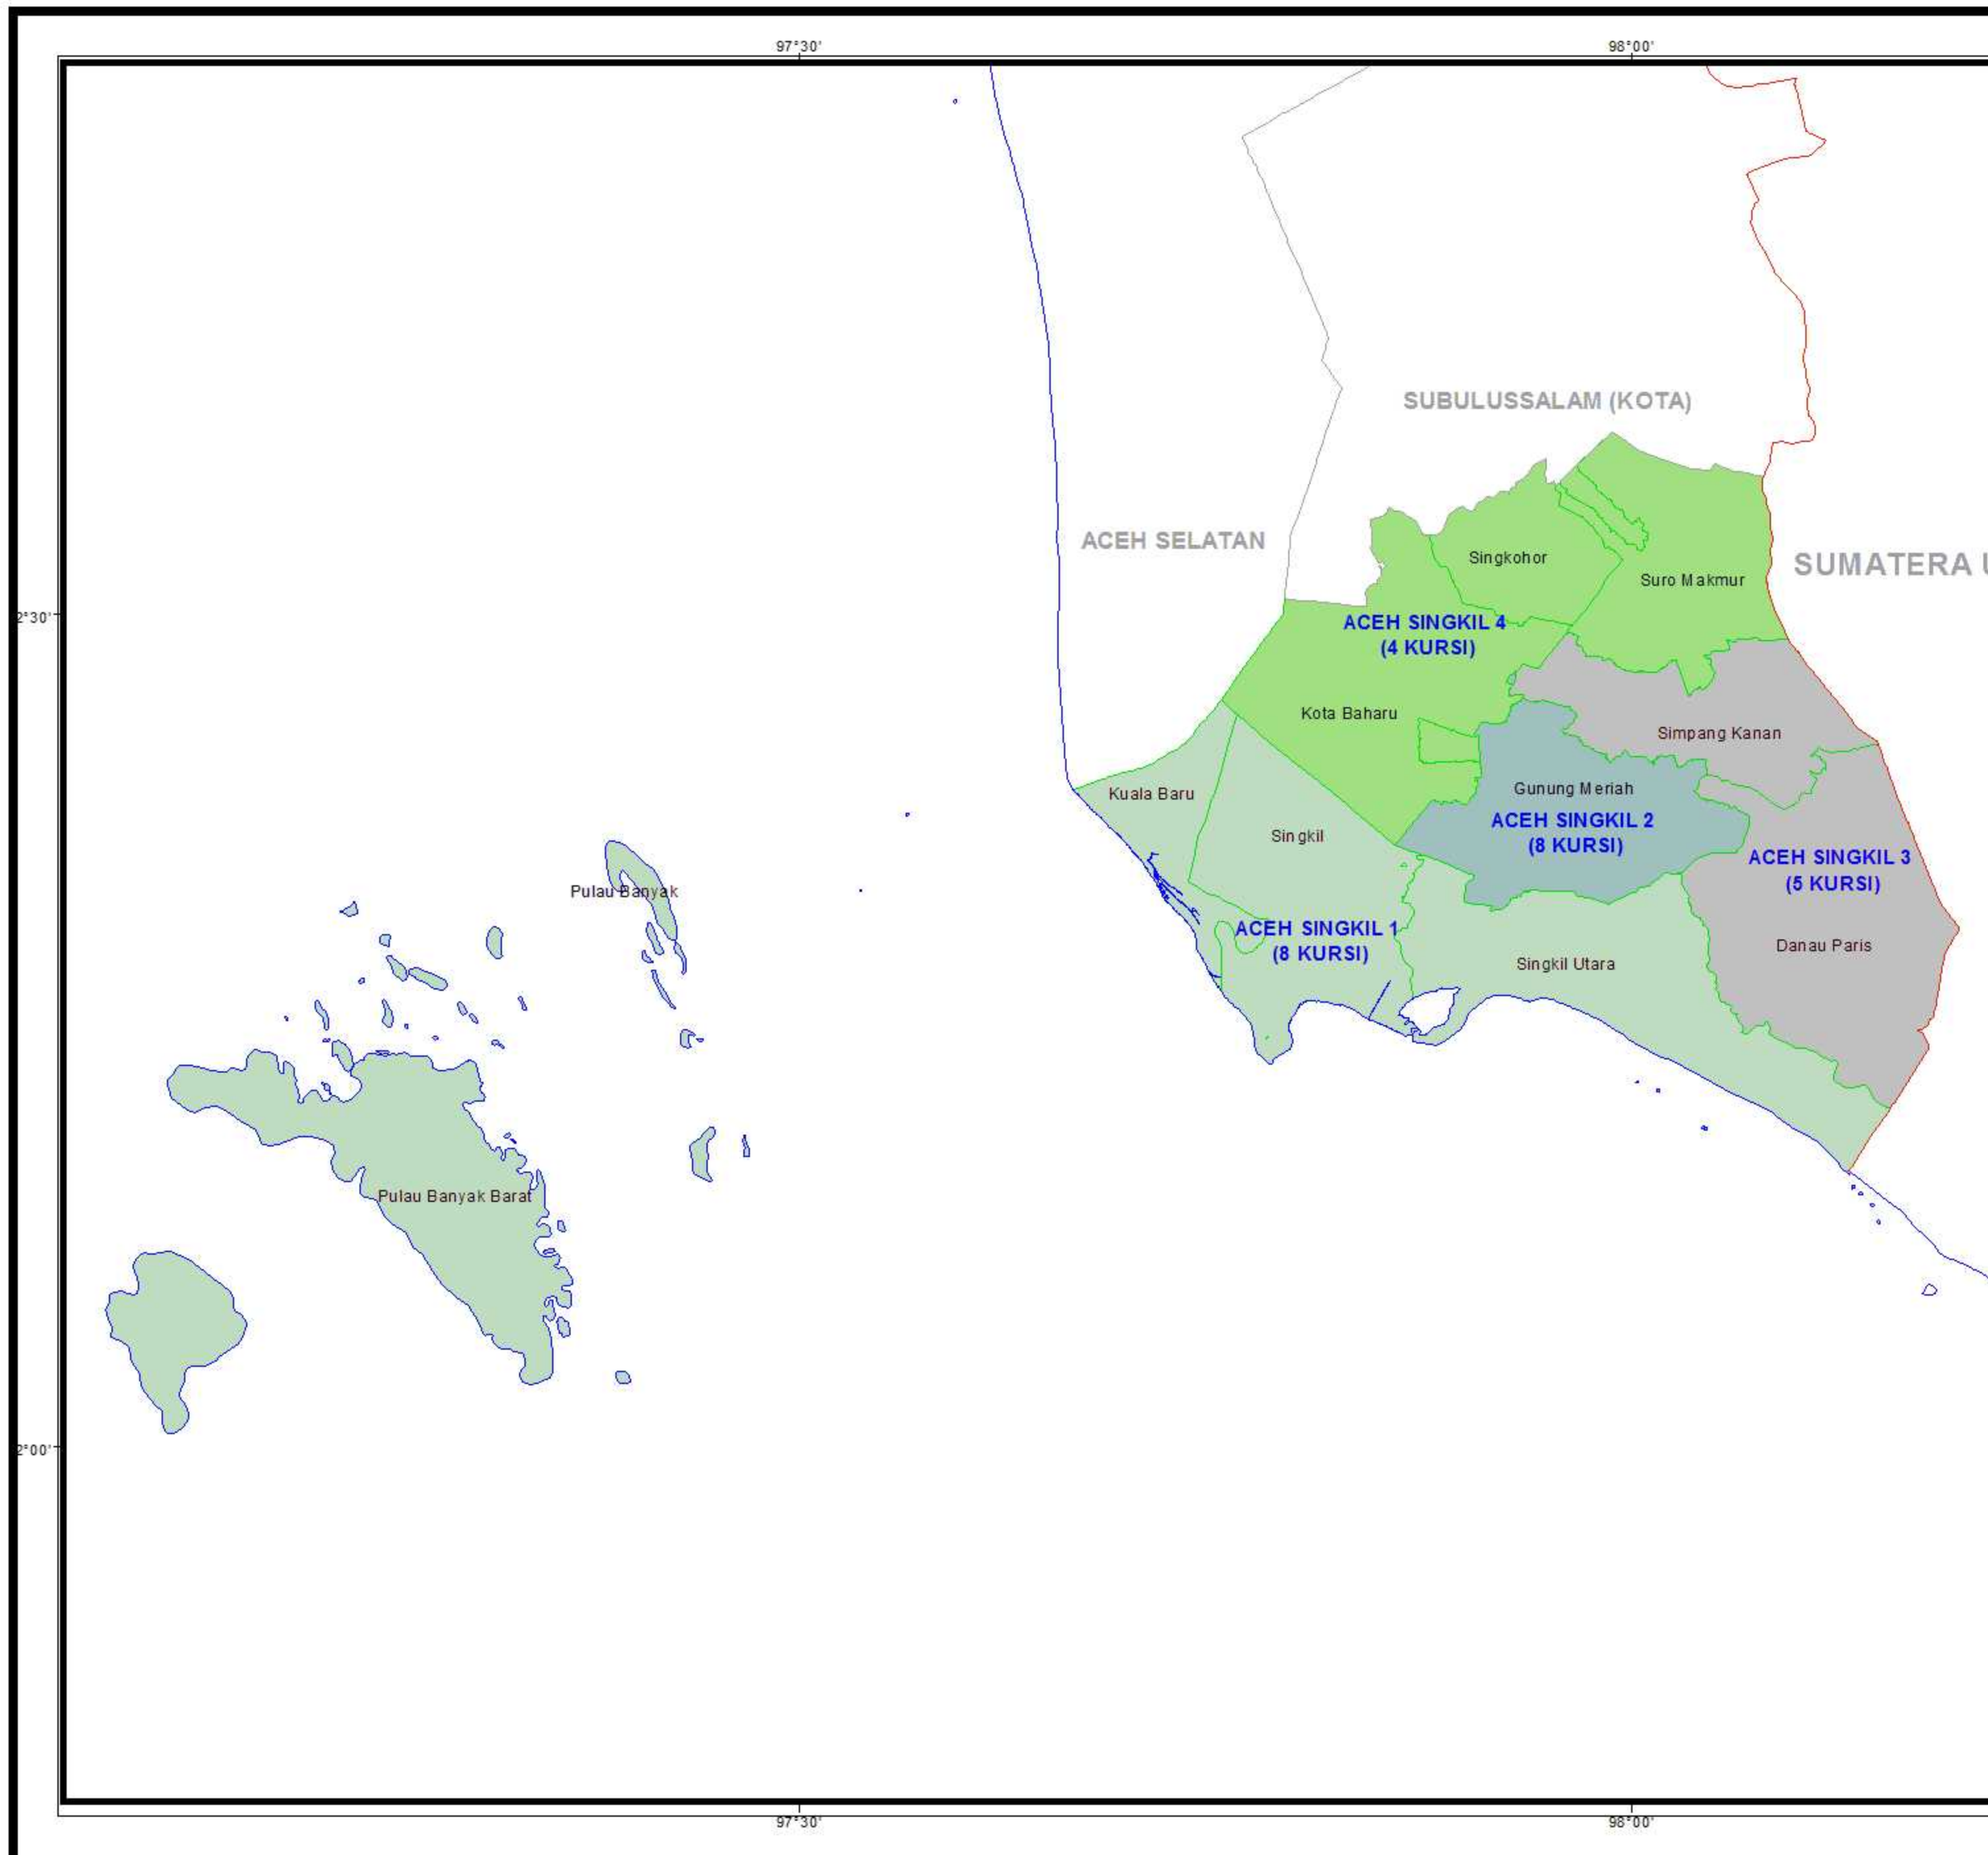 97°30'
98°00'
SUBULUSSALAM (KOTA)
ACEH SELATAN
Singkohor
SUMATERA U
Suro Makmur
2°30'
ACEH SINGKIL 4
(4 KURSI)
Kota Baharu
Simpang Kanan
Kuala Baru
Gunung Meriah
ACEH SINGKIL 2
(8 KURSI)
Singkil
ACEH SINGKIL 3
(5 KURSI)
Pulau Banyak
ACEH SINGKIL 1
(8 KURSI)
Danau Paris
Singkil Utara
Pulau Banyak Barat
2°00'
97°30'
98°00'